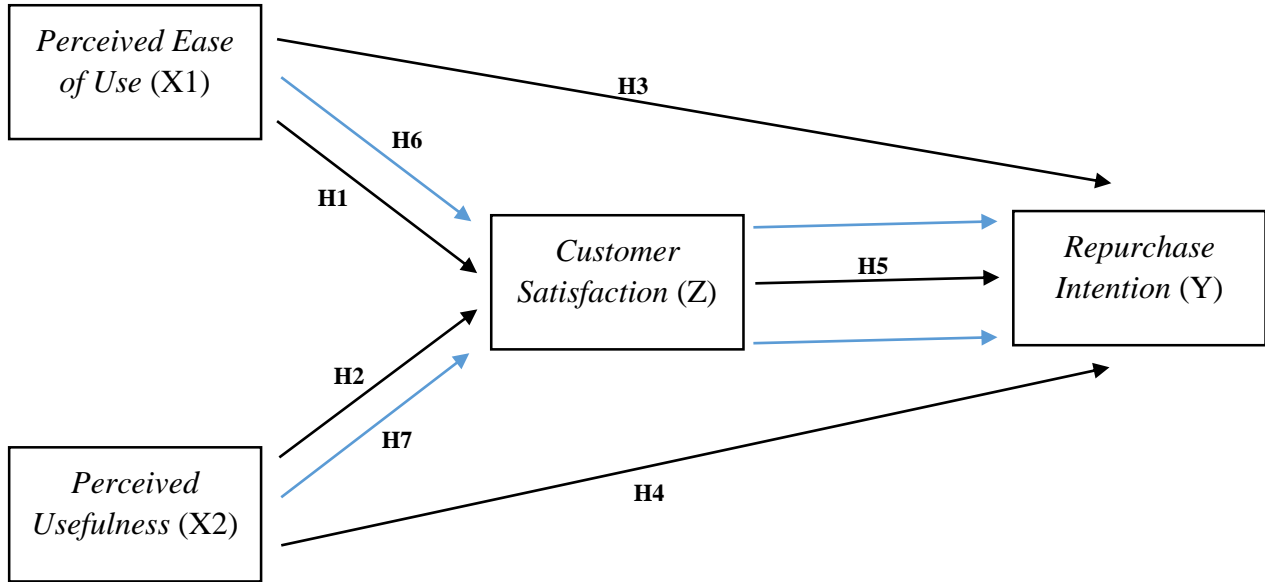 Perceived Ease
of Use (X1)
H3
H6
H1
Customer
Satisfaction (Z)
H5
Repurchase
Intention (Y)
H2
H7
Perceived
Usefulness (X2)
H4